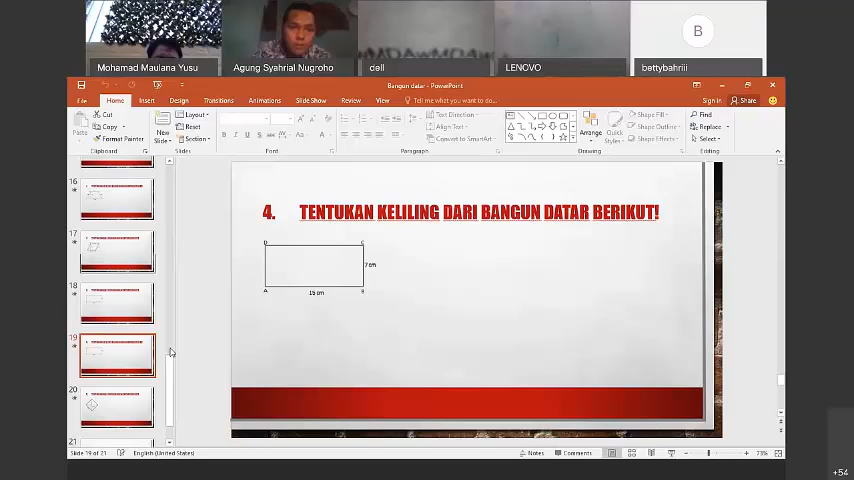 B
Mohamad Maulana Yusu
Agung Syahrial Nugroho
dell
LENOVO
bettybahriii
Bangun datar - PowerPoint
File
Home
Insert
Design
Transitions
Animations
Slide Show
Review
View
Tell me what you want to do...
Sign in
Share
Paste
Cut
Copy
Format Painter
Clipboard
New
Slide
Layout
Reset
Section
Slides
B I U S
Font
Text Direction
Align Text
Convert to SmartArt
Paragraph
Arrange
Quick
Styles
Shape Fill
Shape Outline
Shape Effects
Drawing
Find
Replace
Select
Editing
16
17
18
19
20
21
4. TENTUKAN KELILING DARI BANGUN DATAR BERIKUT!
D C
7 cm
A B
15 cm
Slide 19 of 21
English (United States)
Notes
Comments
73%
+54